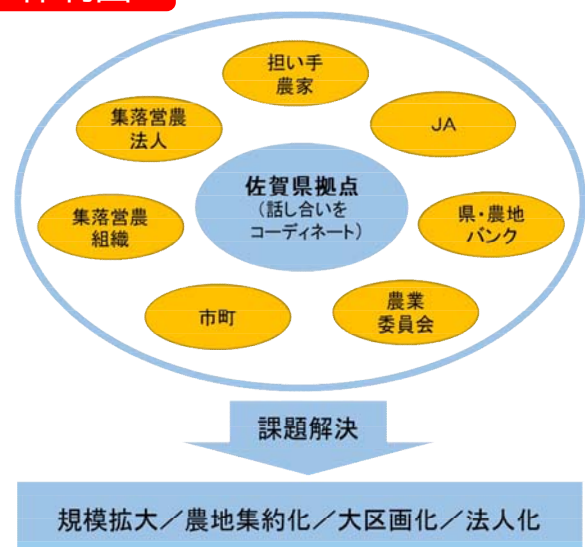 担い手
農家
集落営農
法人
JA
佐賀県拠点
(話し合いを
コーディネート)
集落営農
組織
県・農地
バンク
市町
農業
委員会
課題解決
規模拡大/農地集約化/大区画化/法人化